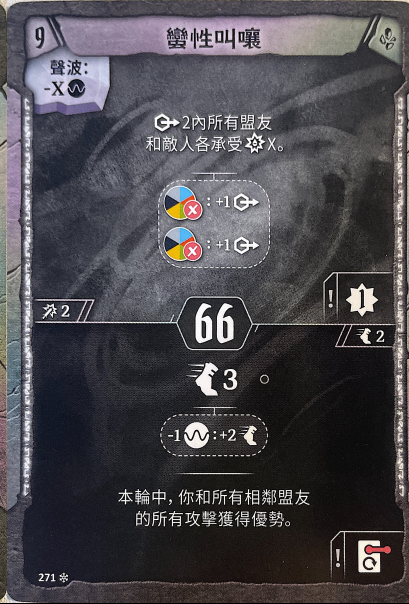 9
蠻性叫嚷
聲波:
-X
2內所有盟友
和敵人各承受 X。
: +1
: +1
! 1
2
66
2
3
-1 : +2
本輪中，你和所有相鄰盟友
的所有攻擊獲得優勢。
!
271